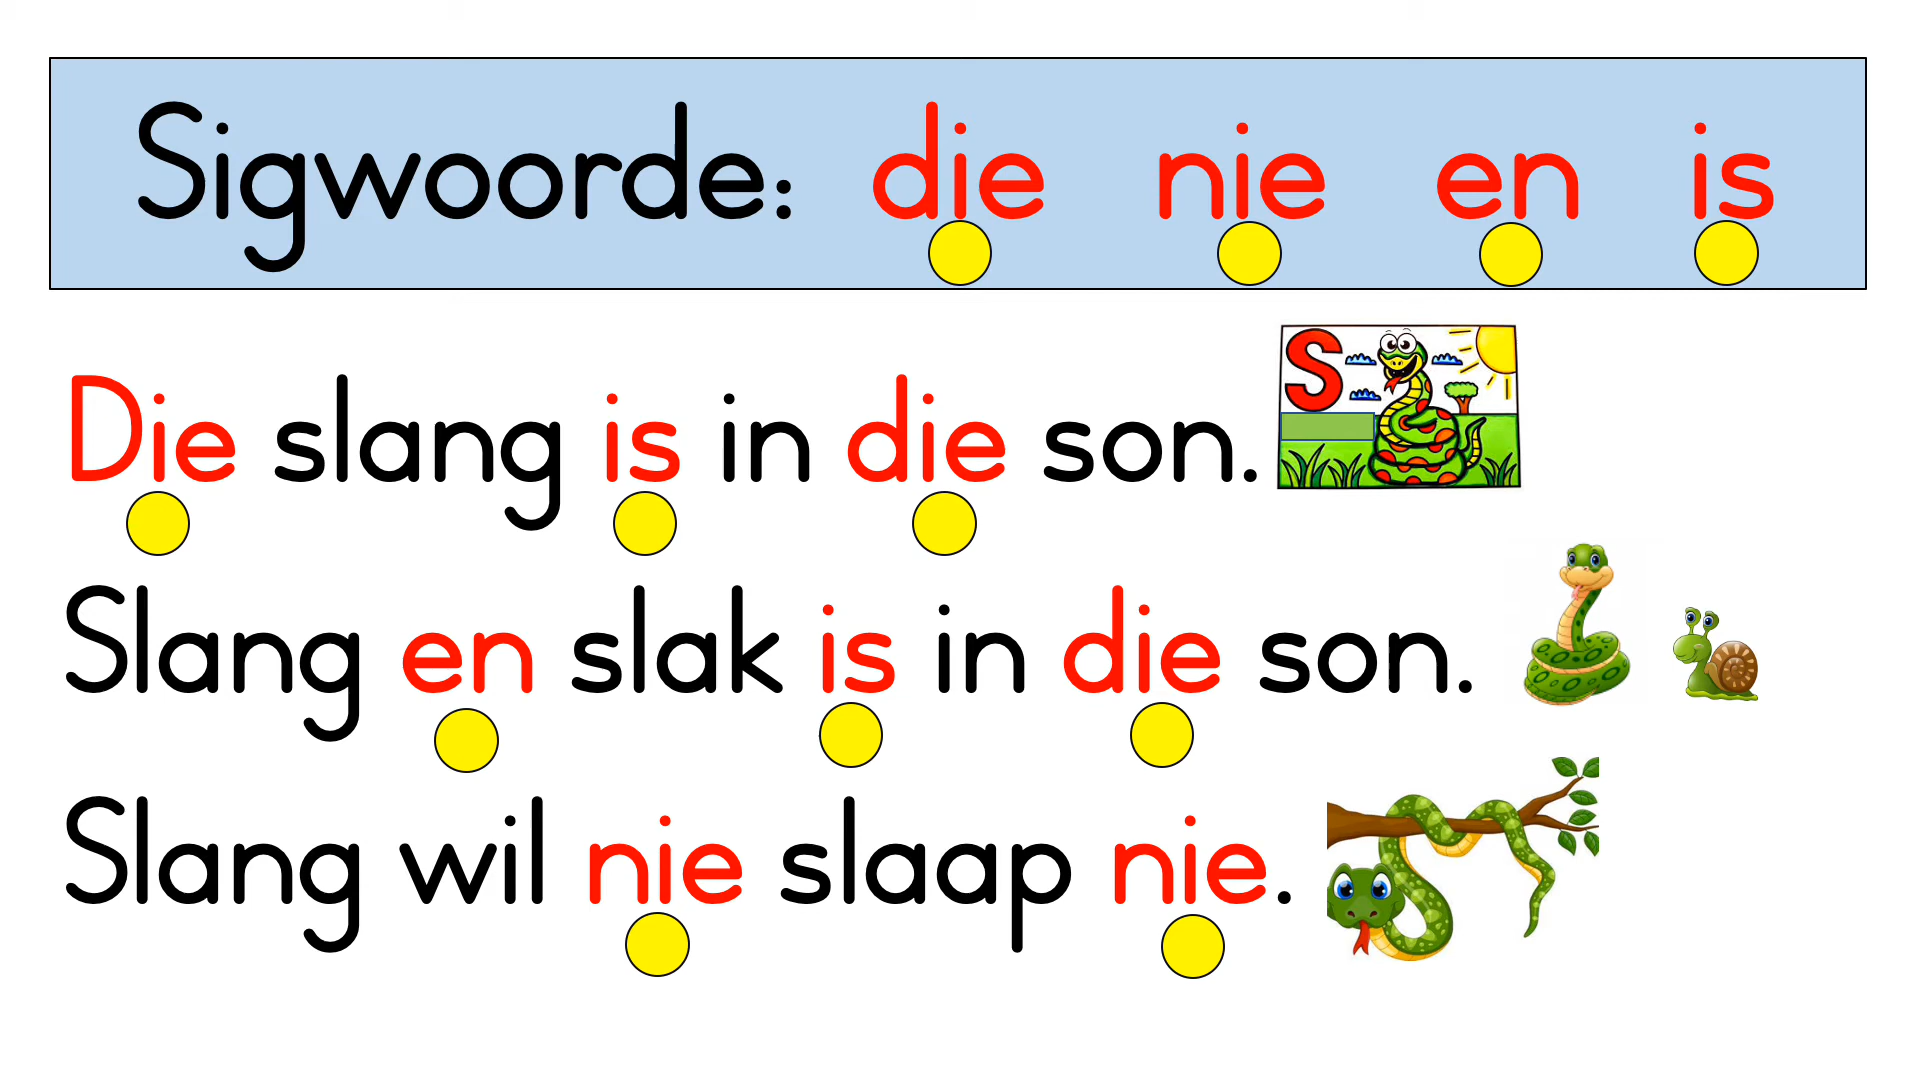 Sigwoorde: die nie en is
Die slang is in die son.
S
Slang en slak is in die son.
Slang wil nie slaap nie.